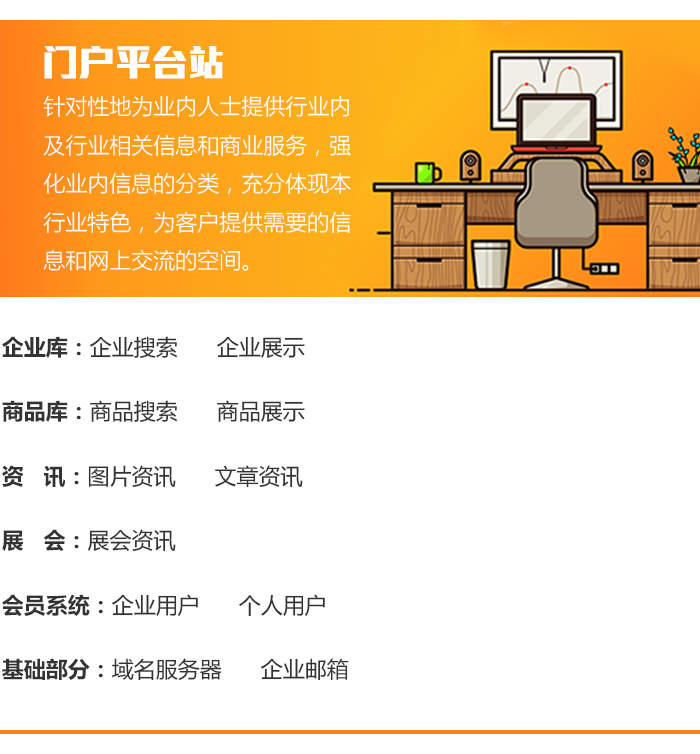 门户平台站
针对性地为业内人士提供行业内
及行业相关信息和商业服务，强
化业内信息的分类，充分体现本
行业特色，为客户提供需要的信
息和网上交流的空间。
企业库：企业搜索 企业展示
商品库：商品搜索 商品展示
资 讯：图片资讯 文章资讯
展 会：展会资讯
会员系统：企业用户 个人用户
基础部分：域名服务器 企业邮箱